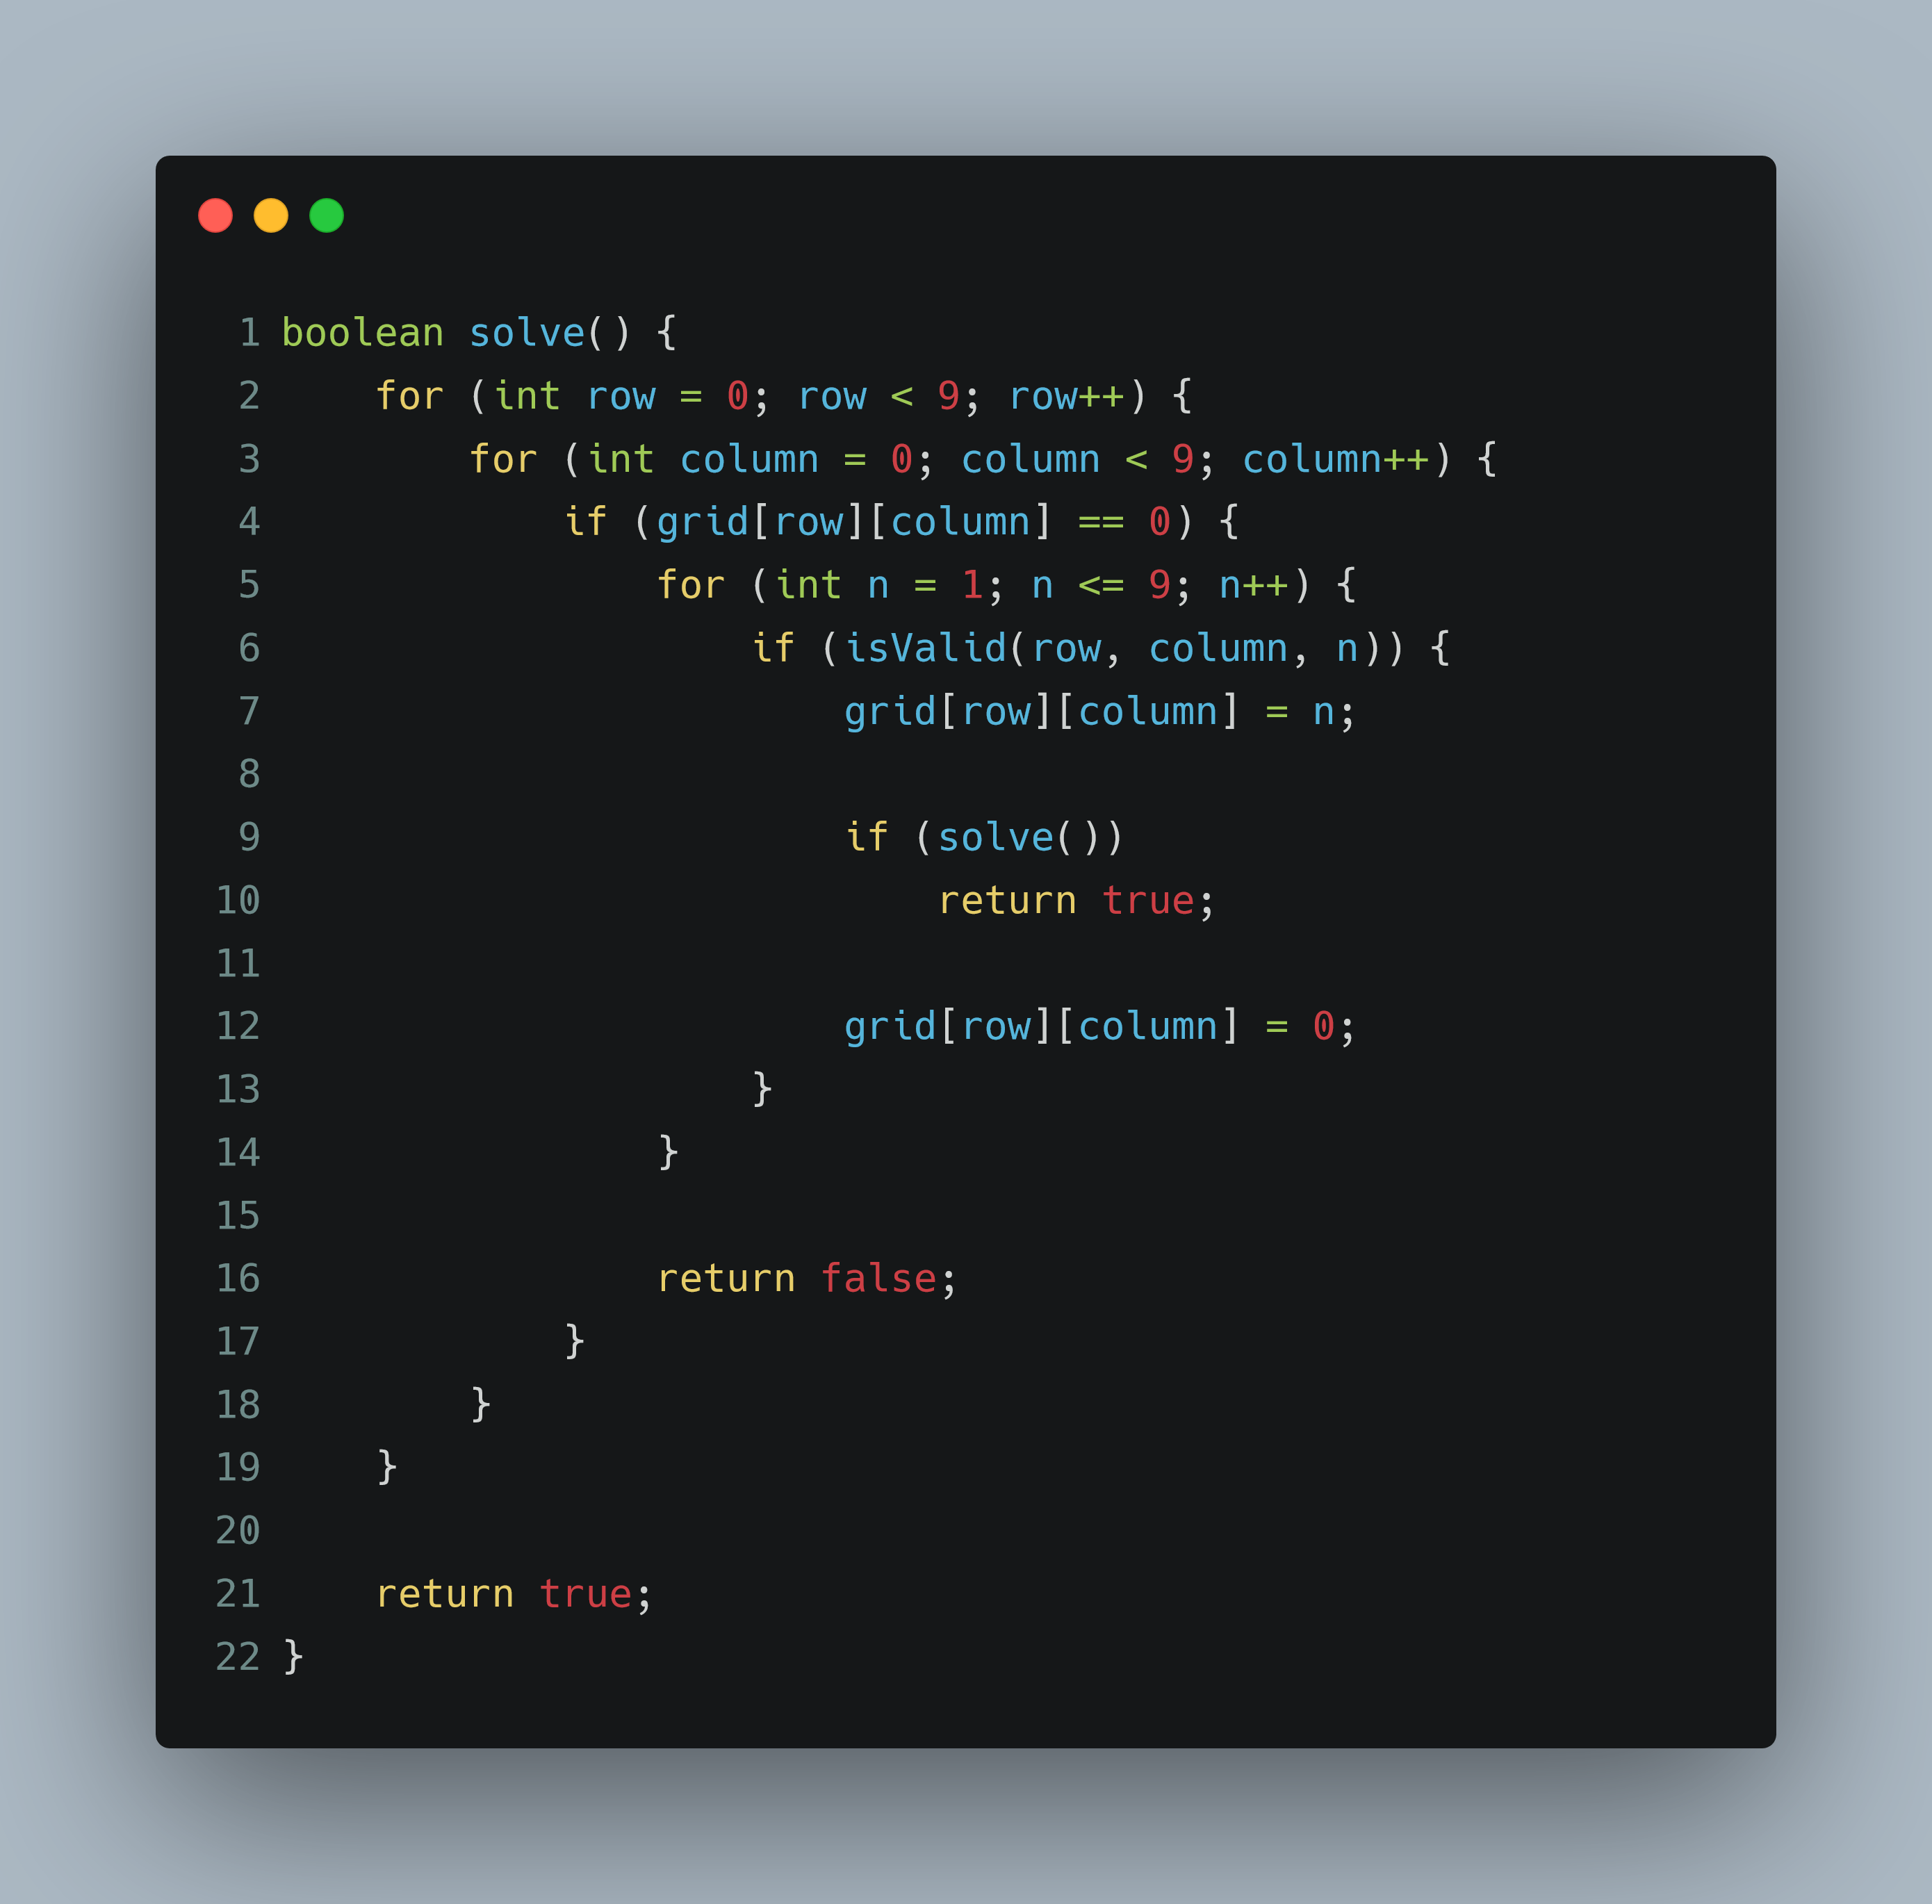 1 boolean solve() {
2     for (int row = 0; row < 9; row++) {
3         for (int column = 0; column < 9; column++) {
4             if (grid[row][column] == 0) {
5                 for (int n = 1; n <= 9; n++) {
6                     if (isValid(row, column, n)) {
7                         grid[row][column] = n;
8
9                         if (solve())
10                             return true;
11
12                         grid[row][column] = 0;
13                     }
14                 }
15
16                 return false;
17             }
18         }
19     }
20
21     return true;
22 }